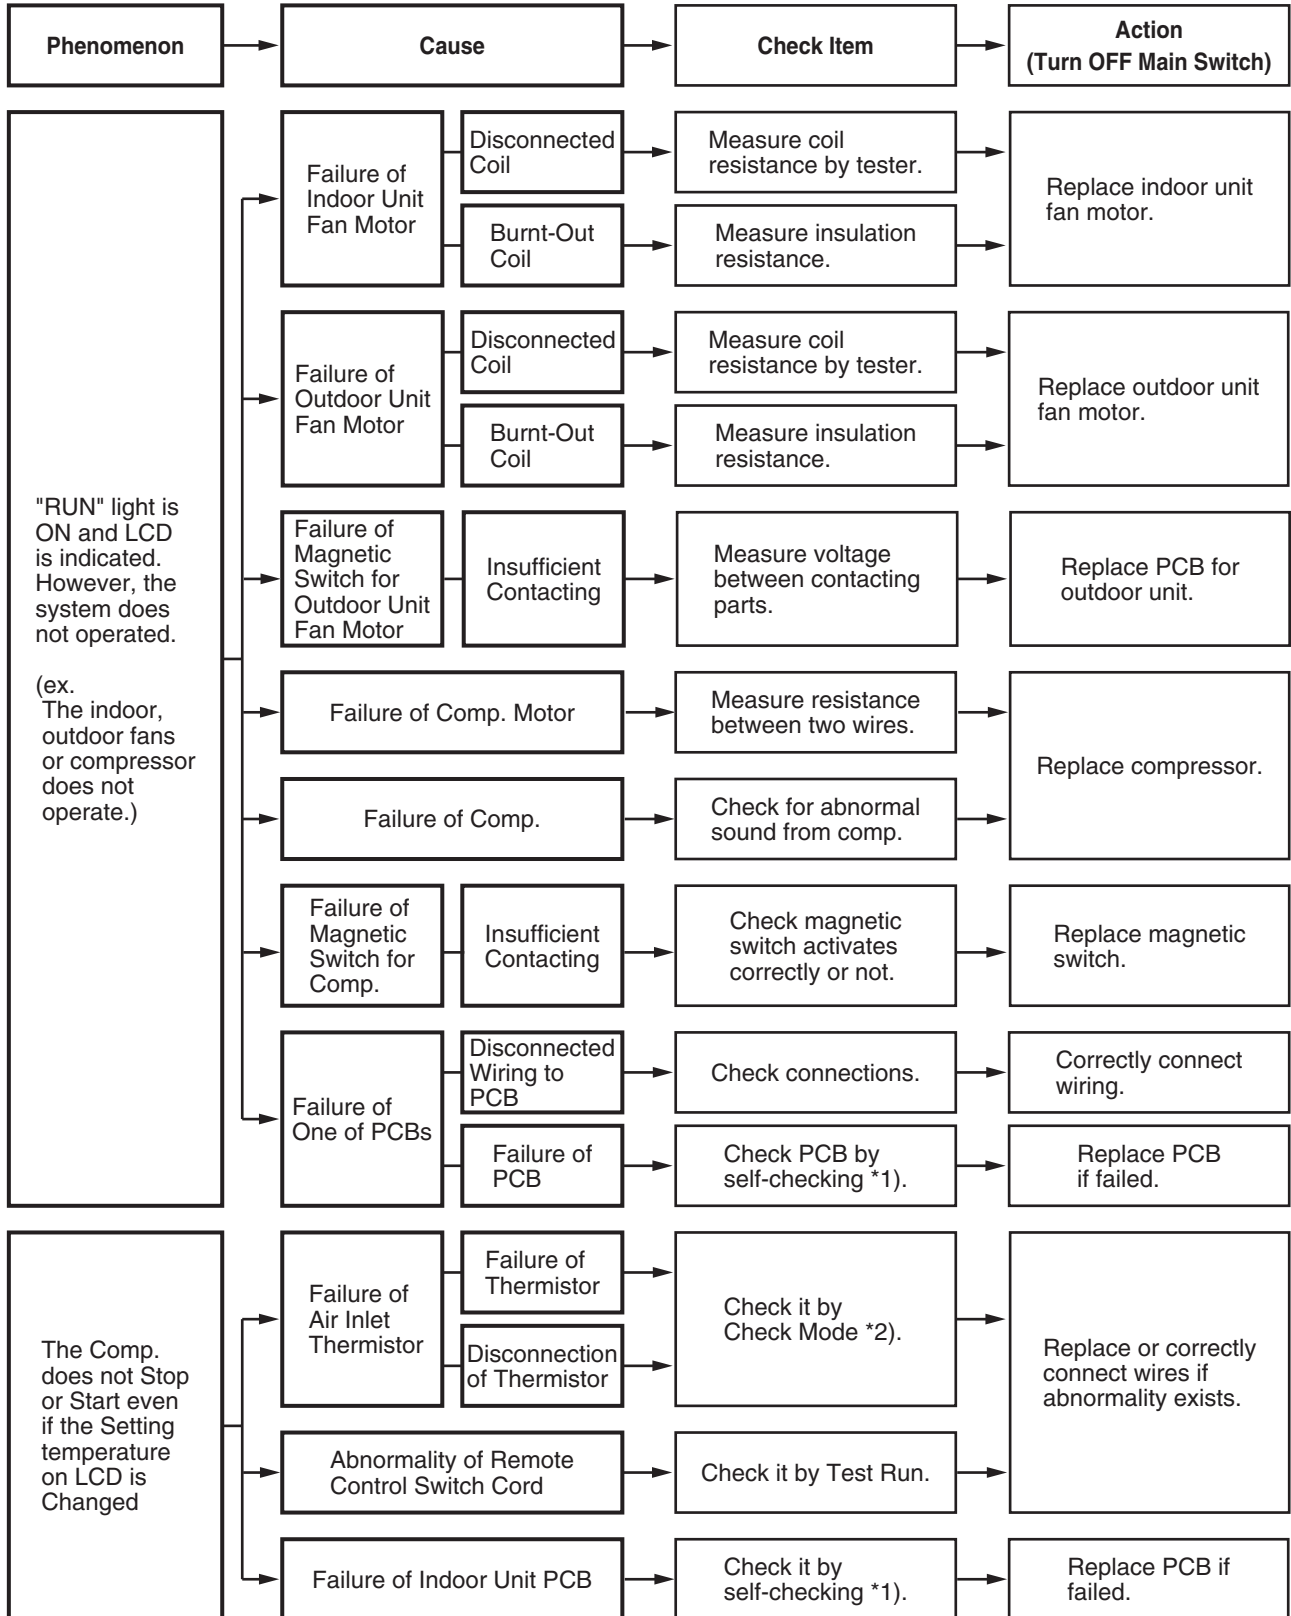 Phenomenon
Cause
Check Item
Action
(Turn OFF Main Switch)
"RUN" light is
ON and LCD
is indicated.
However, the
system does
not operated.
(ex.
The indoor,
outdoor fans
or compressor
does not
operate.)
Failure of
Indoor Unit
Fan Motor
Disconnected
Coil
Measure coil
resistance by tester.
Burnt-Out
Coil
Measure insulation
resistance.
Replace indoor unit
fan motor.
Failure of
Outdoor Unit
Fan Motor
Disconnected
Coil
Measure coil
resistance by tester.
Burnt-Out
Coil
Measure insulation
resistance.
Replace outdoor unit
fan motor.
Failure of
Magnetic
Switch for
Outdoor Unit
Fan Motor
Insufficient
Contacting
Measure voltage
between contacting
parts.
Replace PCB for
outdoor unit.
Failure of Comp. Motor
Measure resistance
between two wires.
Failure of Comp.
Check for abnormal
sound from comp.
Replace compressor.
Failure of
Magnetic
Switch for
Comp.
Insufficient
Contacting
Check magnetic
switch activates
correctly or not.
Replace magnetic
switch.
Failure of
One of PCBs
Disconnected
Wiring to
PCB
Check connections.
Correctly connect
wiring.
Failure of
PCB
Check PCB by
self-checking *1).
Replace PCB
if failed.
The Comp.
does not Stop
or Start even
if the Setting
temperature
on LCD is
Changed
Failure of
Air Inlet
Thermistor
Failure of
Thermistor
Disconnection
of Thermistor
Check it by
Check Mode *2).
Abnormality of Remote
Control Switch Cord
Check it by Test Run.
Replace or correctly
connect wires if
abnormality exists.
Failure of Indoor Unit PCB
Check it by
self-checking *1).
Replace PCB if
failed.